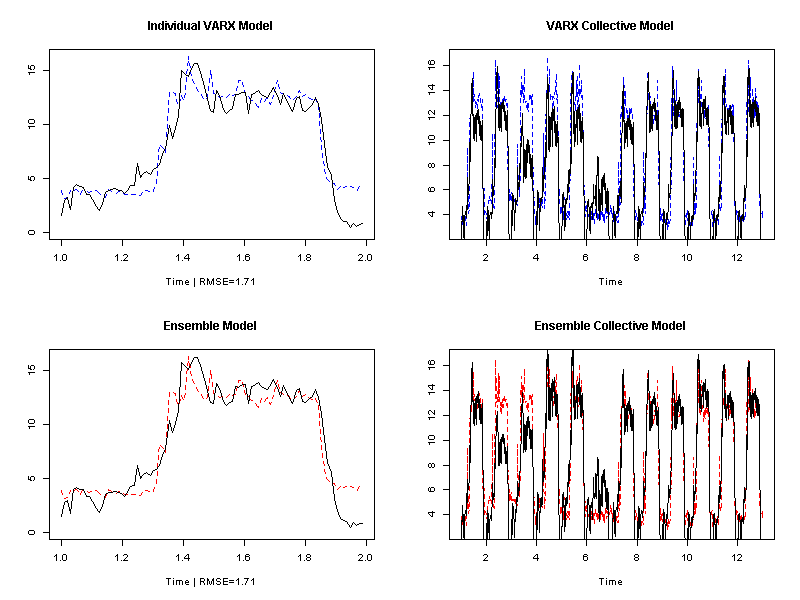 Individual VARX Model
15
10
5
0
1.0 1.2 1.4 1.6 1.8 2.0
Time | RMSE=1.71
VARX Collective Model
16
14
12
10
8
6
4
2 4 6 8 10 12
Time
Ensemble Model
15
10
5
0
1.0 1.2 1.4 1.6 1.8 2.0
Time | RMSE=1.71
Ensemble Collective Model
16
14
12
10
8
6
4
2 4 6 8 10 12
Time